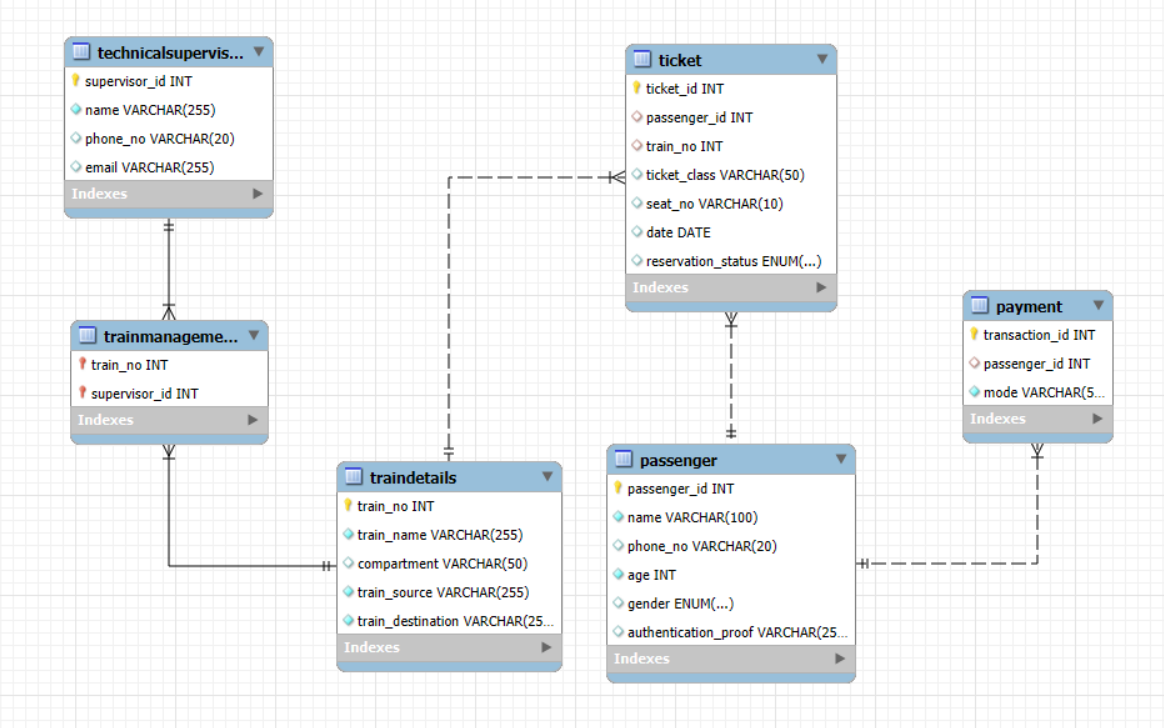 technicalsupervis...
supervisor_id INT
name VARCHAR(255)
phone_no VARCHAR(20)
email VARCHAR(255)
Indexes
trainmanageme...
train_no INT
supervisor_id INT
Indexes
traindetails
train_no INT
train_name VARCHAR(255)
compartment VARCHAR(50)
train_source VARCHAR(255)
train_destination VARCHAR(25...
Indexes
ticket
ticket_id INT
passenger_id INT
train_no INT
ticket_class VARCHAR(50)
seat_no VARCHAR(10)
date DATE
reservation_status ENUM(...)
Indexes
passenger
passenger_id INT
name VARCHAR(100)
phone_no VARCHAR(20)
age INT
gender ENUM(...)
authentication_proof VARCHAR(25...
Indexes
payment
transaction_id INT
passenger_id INT
mode VARCHAR(5...
Indexes